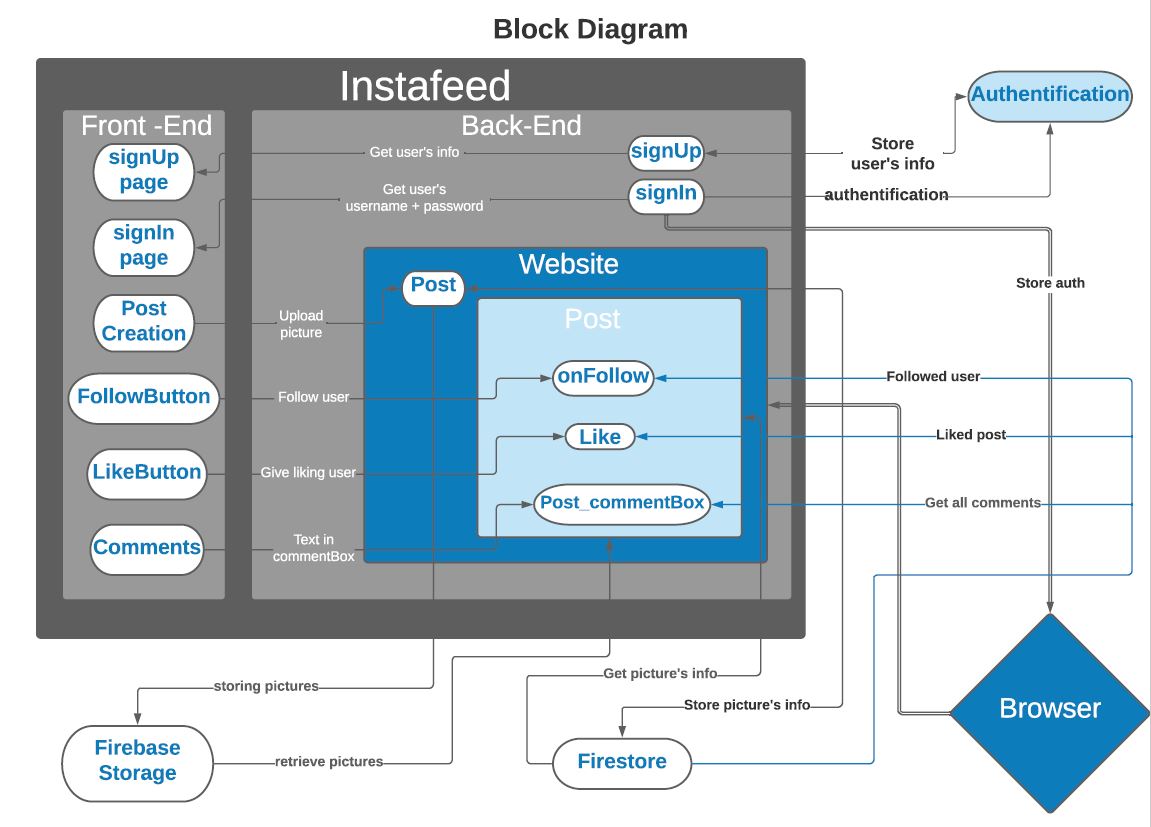 Block Diagram
Instafeed
Front -End
Back-End
signUp
page
signIn
page
Post
Creation
FollowButton
LikeButton
Comments
Get user's info
signUp
Get user's
username + password
signIn
Store
user's info
Authentification
authentification
Website
Post
Post
Upload
picture
onFollow
Follow user
Like
Give liking user
Post_commentBox
Text in
commentBox
Store auth
Followed user
Liked post
Get all comments
storing pictures
Get picture's info
Store picture's info
Firebase
Storage
retrieve pictures
Firestore
Browser